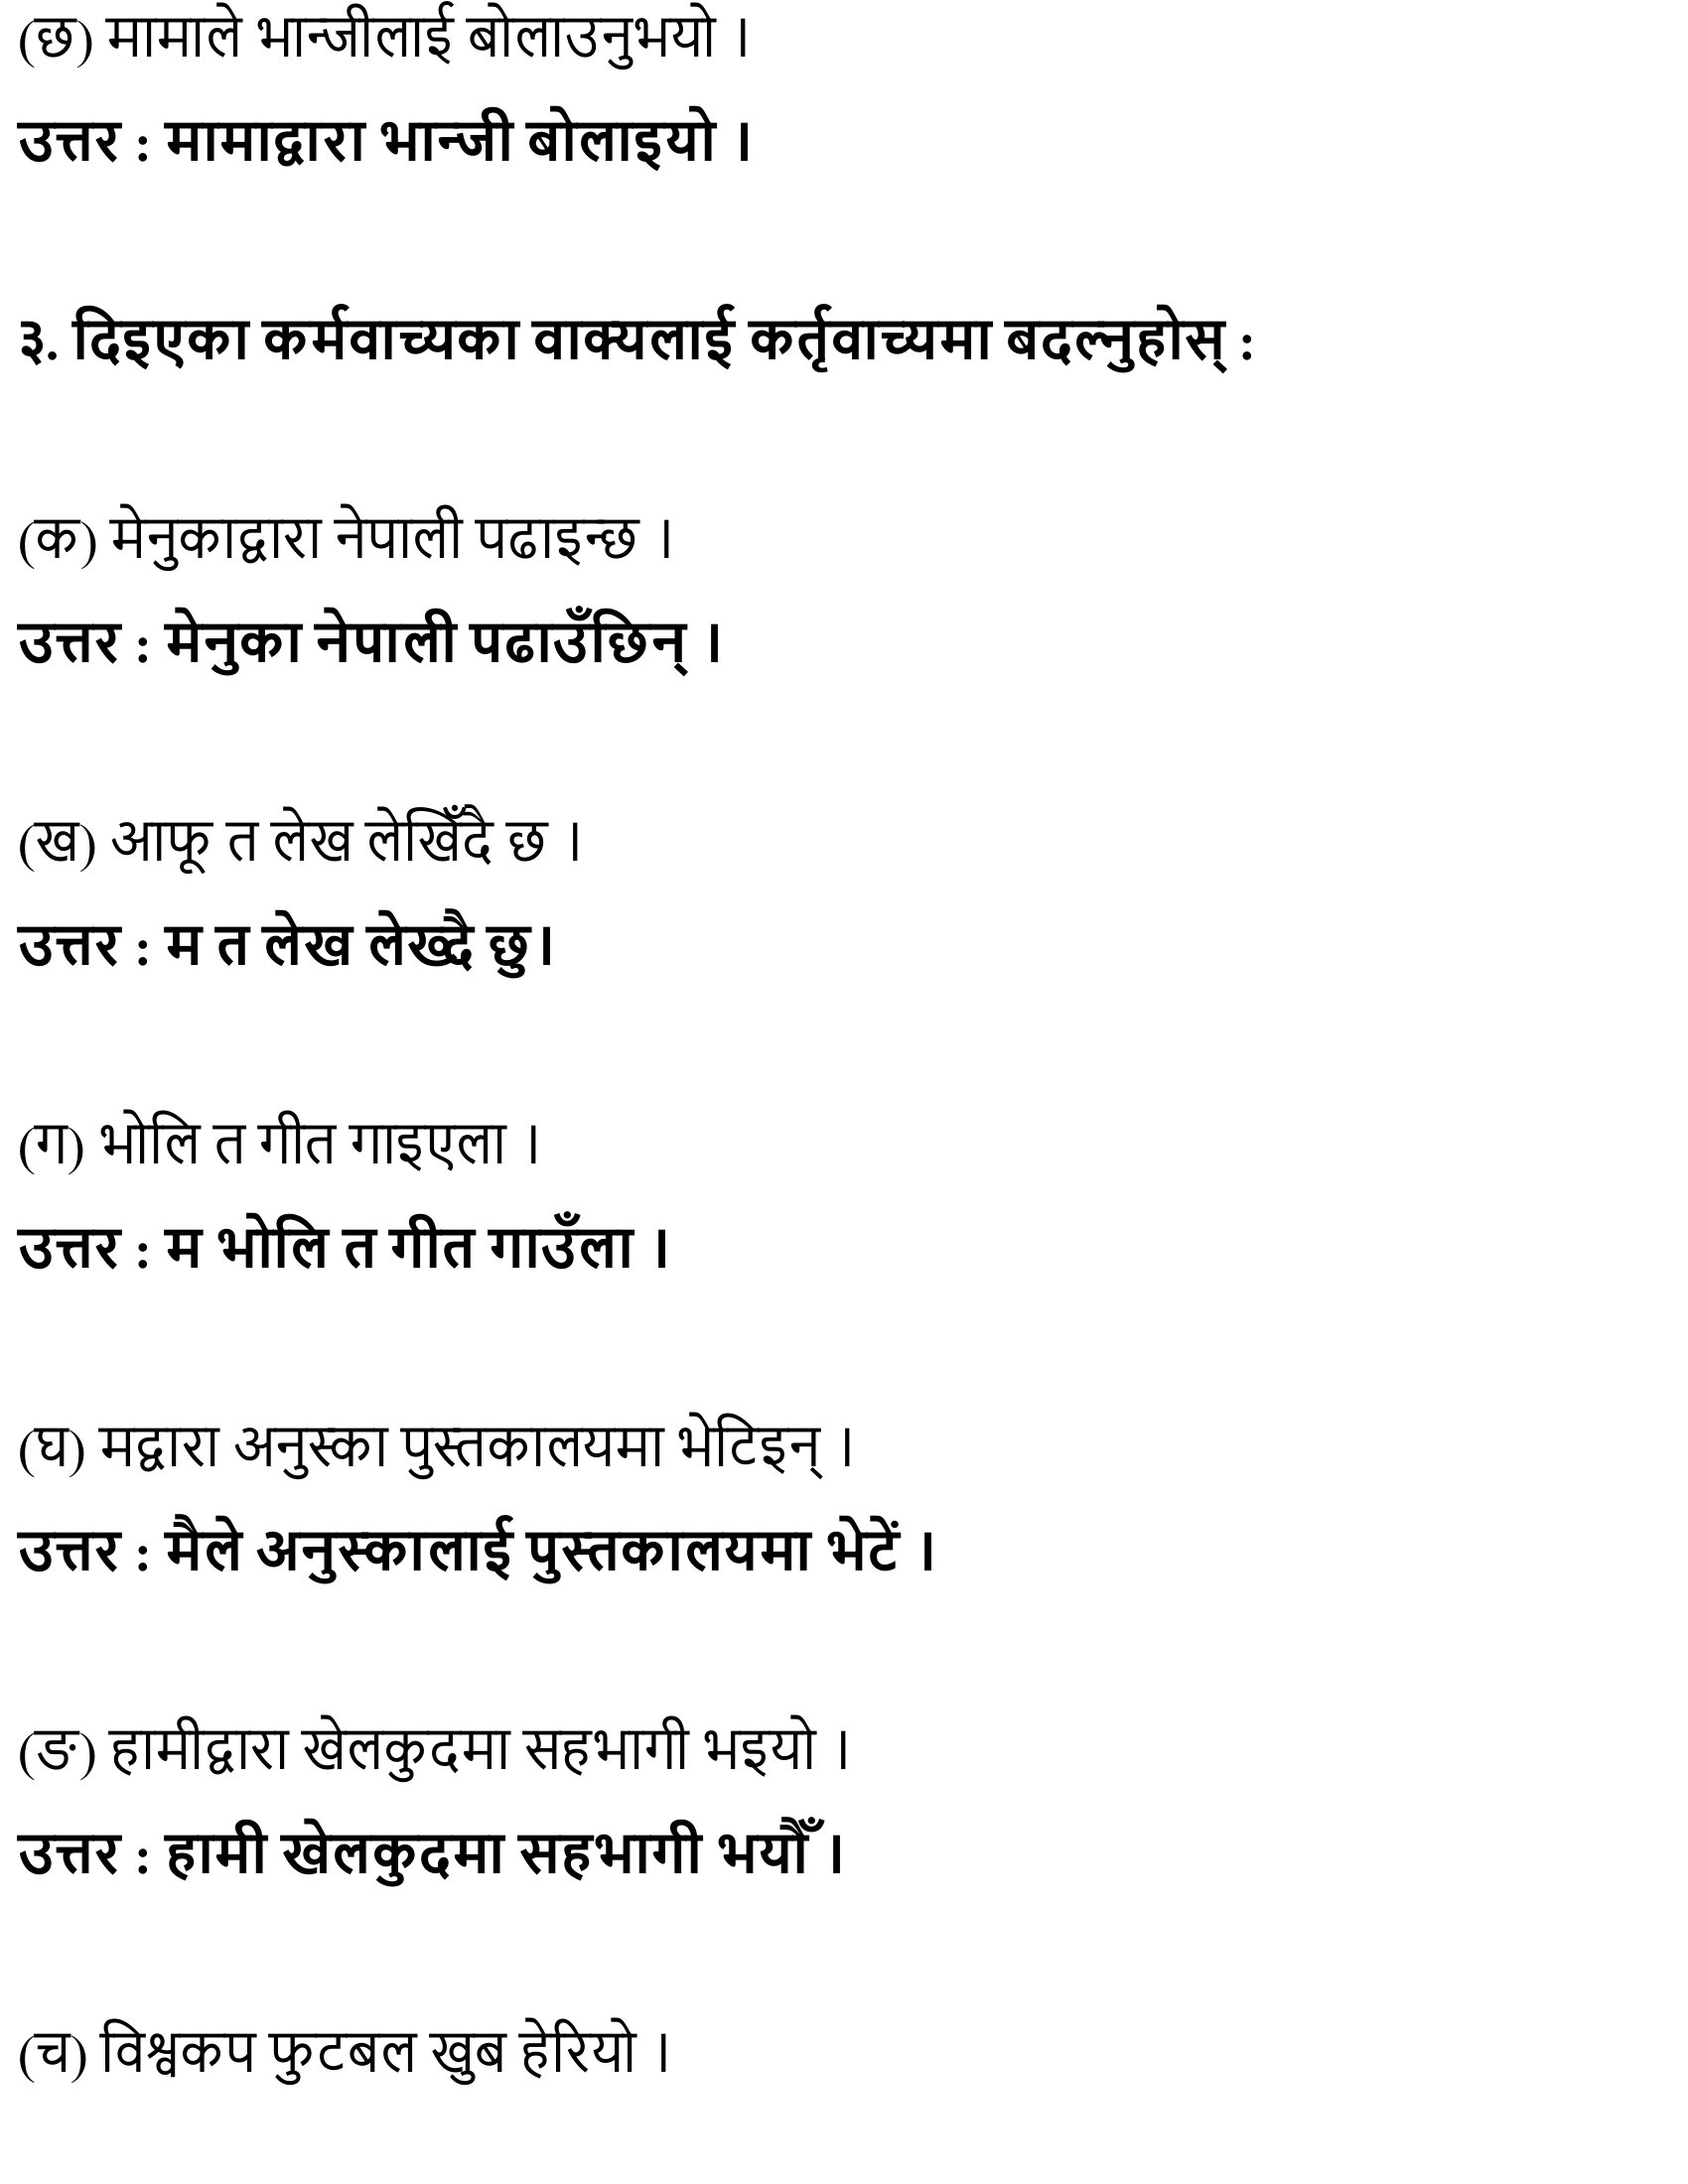 (छ) मामाले भान्जीलाई बोलाउनुभयो ।
उत्तर : मामाद्वारा भान्जी बोलाइयो ।
३. दिइएका कर्मवाच्यका वाक्यलाई कर्तृवाच्यमा बदल्नुहोस् :
(क) मेनुकाद्वारा नेपाली पढाइन्छ ।
उत्तर : मेनुका नेपाली पढाउँछिन् ।
(ख) आफू त लेख लेखिँदै छ ।
उत्तर : म त लेख लेख्दै छु।
(ग) भोलि त गीत गाइएला ।
उत्तर : म भोलि त गीत गाउँला ।
(घ) मद्वारा अनुस्का पुस्तकालयमा भेटिइन् ।
उत्तर : मैले अनुस्कालाई पुस्तकालयमा भेटें ।
(ङ) हामीद्वारा खेलकुदमा सहभागी भइयो ।
उत्तर : हामी खेलकुदमा सहभागी भयौँ ।
(च) विश्वकप फुटबल खुब हेरियो ।